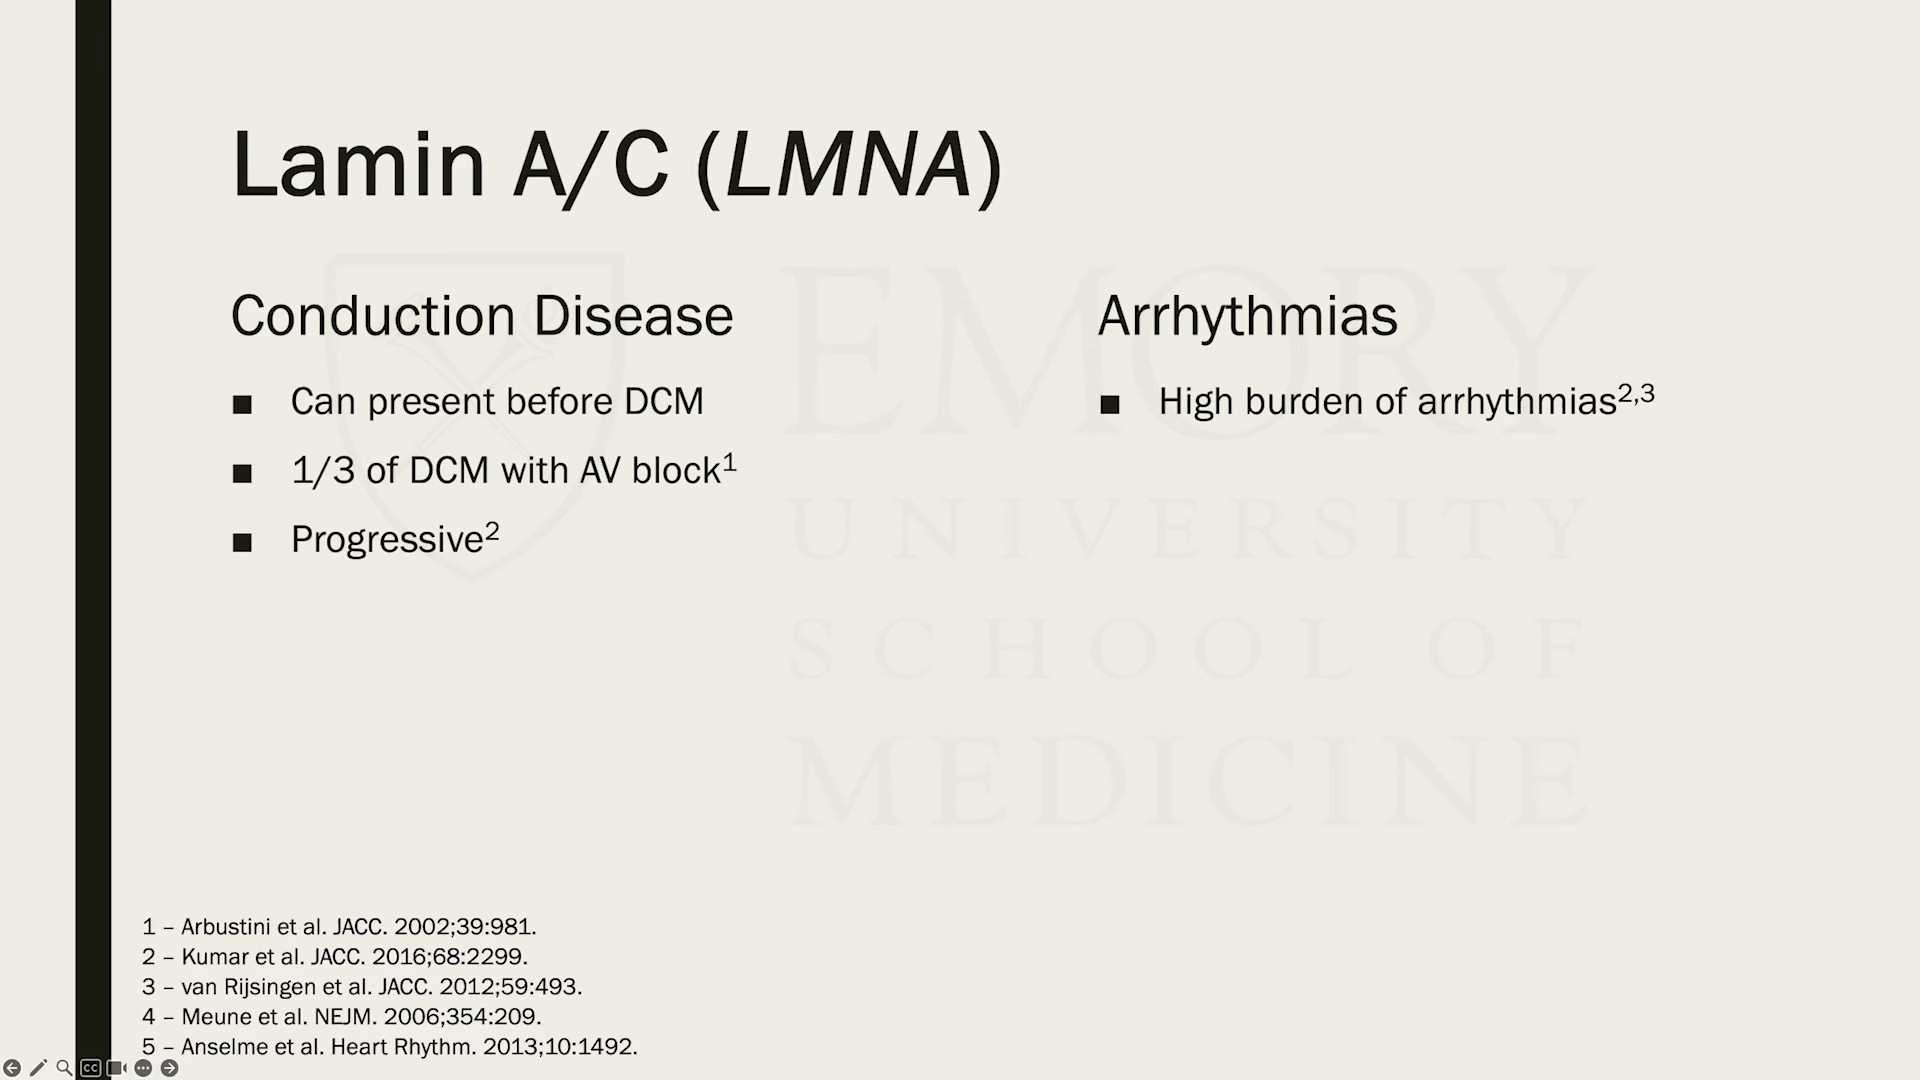 Lamin A/C (LMNA)
Conduction Disease
■ Can present before DCM
■ 1/3 of DCM with AV block1
■ Progressive2
Arrhythmias
■ High burden of arrhythmias2,3
EMORY
UNIVERSITY
SCHOOL OF
MEDICINE
1 – Arbustini et al. JACC. 2002;39:981.
2 – Kumar et al. JACC. 2016;68:2299.
3 – van Rijsingen et al. JACC. 2012;59:493.
4 – Meune et al. NEJM. 2006;354:209.
5 – Anselme et al. Heart Rhythm. 2013;10:1492.
CC